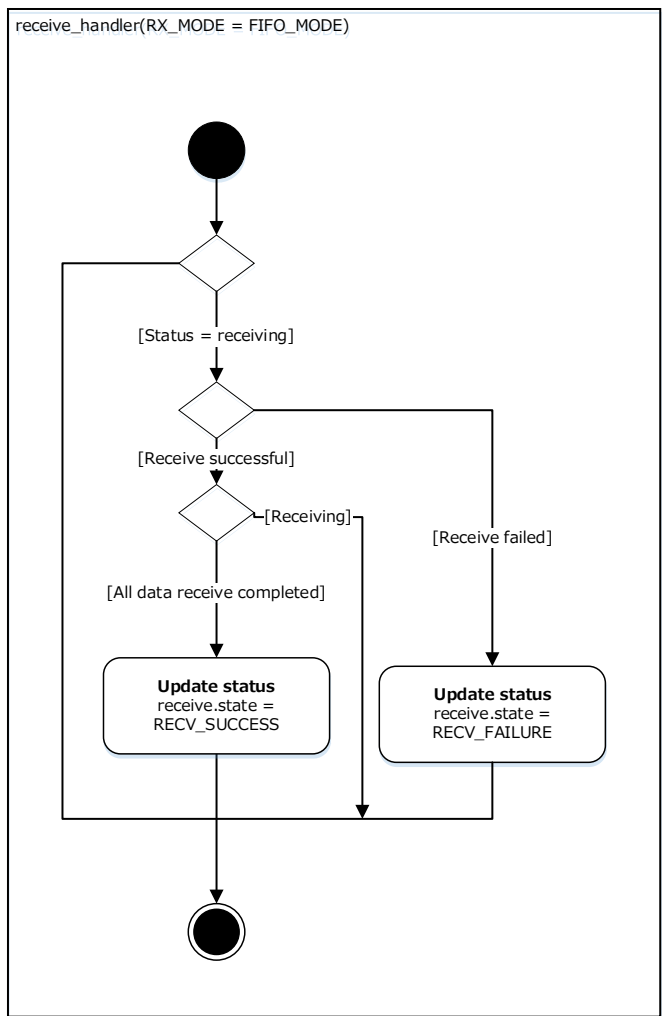 receive_handler(RX_MODE = FIFO_MODE)
[Status = receiving]
[Receive successful]
[Receiving]
[Receive failed]
[All data receive completed]
Update status
receive.state =
RECV_SUCCESS
Update status
receive.state =
RECV_FAILURE